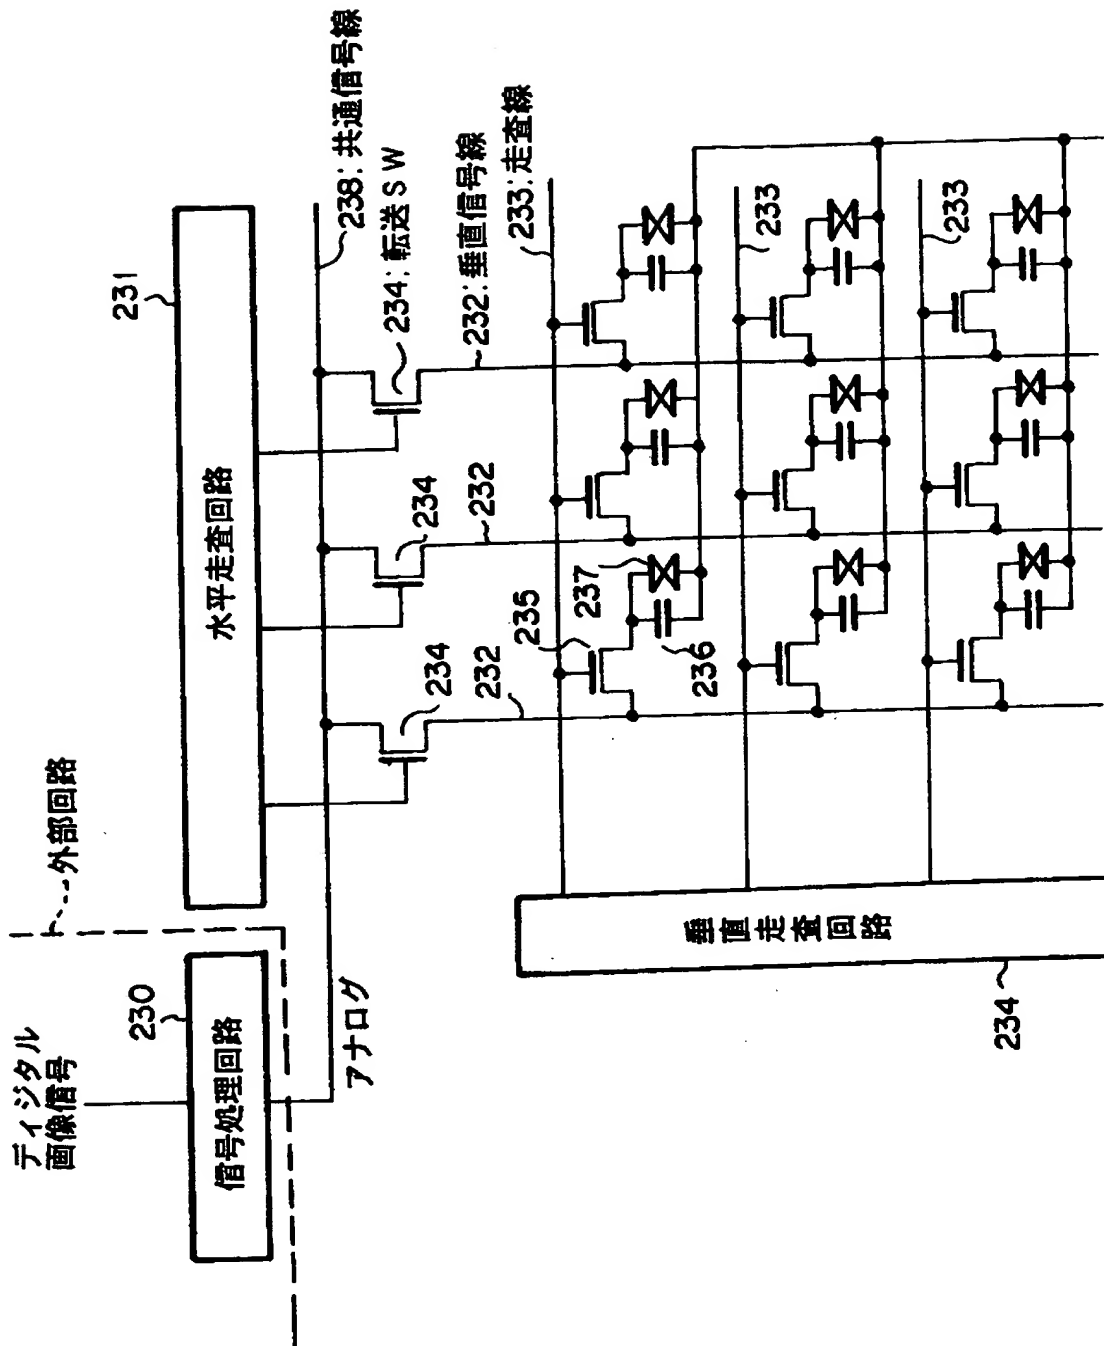 ディジタル
画像信号
230
信号処理回路
アナログ
外部回路
231
水平走査回路
238:共通信号線
234:転送SW
232:垂直信号線
233:走査線
234
232
234
232
235
237
236
233
233
垂直走査回路
234